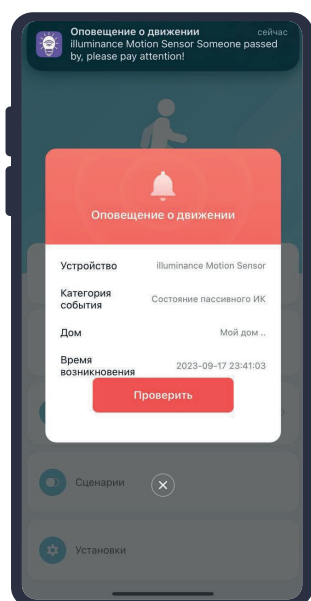 Оповещение о движении сейчас
illuminance Motion Sensor Someone passed
by, please pay attention!
Оповещение о движении
Устройство illuminance Motion Sensor
Категория
события Состояние пассивного ИК
Дом Мой дом ..
Время
возникновения 2023-09-17 23:41:03
Проверить
Сценарии
Установки